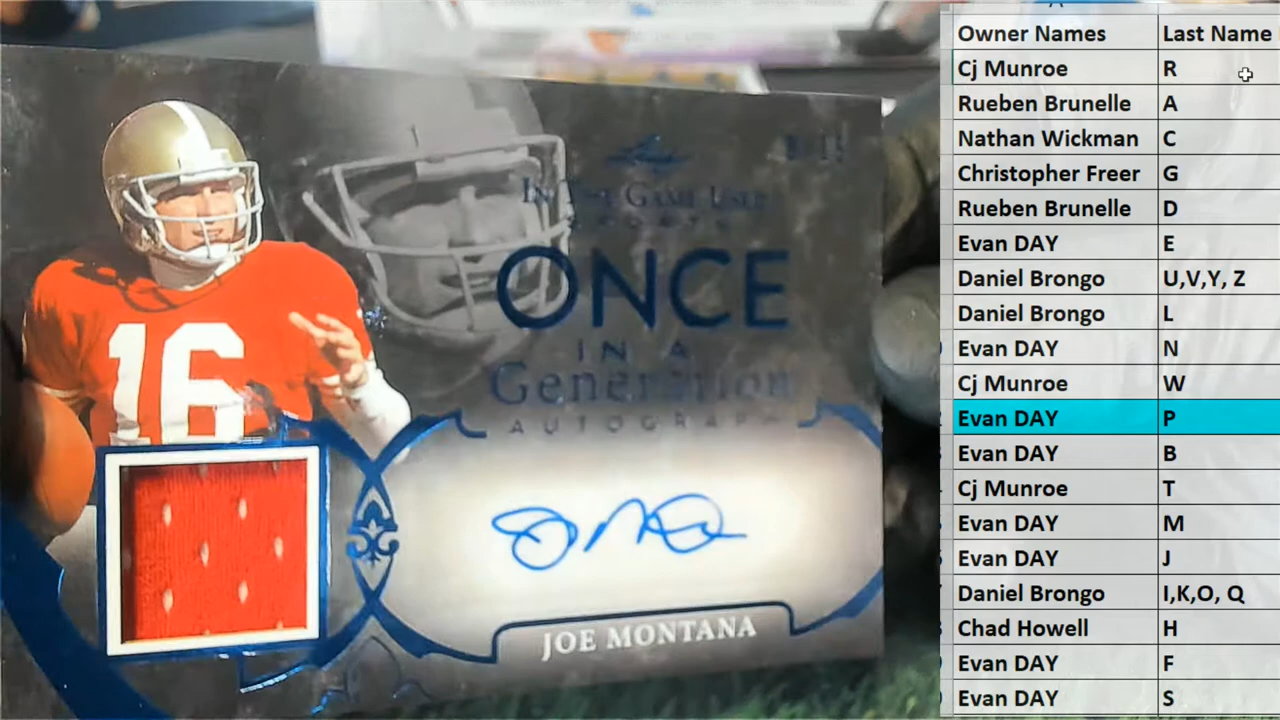 Leaf
IN THE GAME USED
SPORTS
ONCE
IN A
Generation
AUTOGRAPH
16
JOE MONTANA
Owner Names Last Name
Cj Munroe R
Rueben Brunelle A
Nathan Wickman C
Christopher Freer G
Rueben Brunelle D
Evan DAY E
Daniel Brongo U,V,Y, Z
Daniel Brongo L
Evan DAY N
Cj Munroe W
Evan DAY P
Evan DAY B
Cj Munroe T
Evan DAY M
Evan DAY J
Daniel Brongo I,K,O, Q
Chad Howell H
Evan DAY F
Evan DAY S